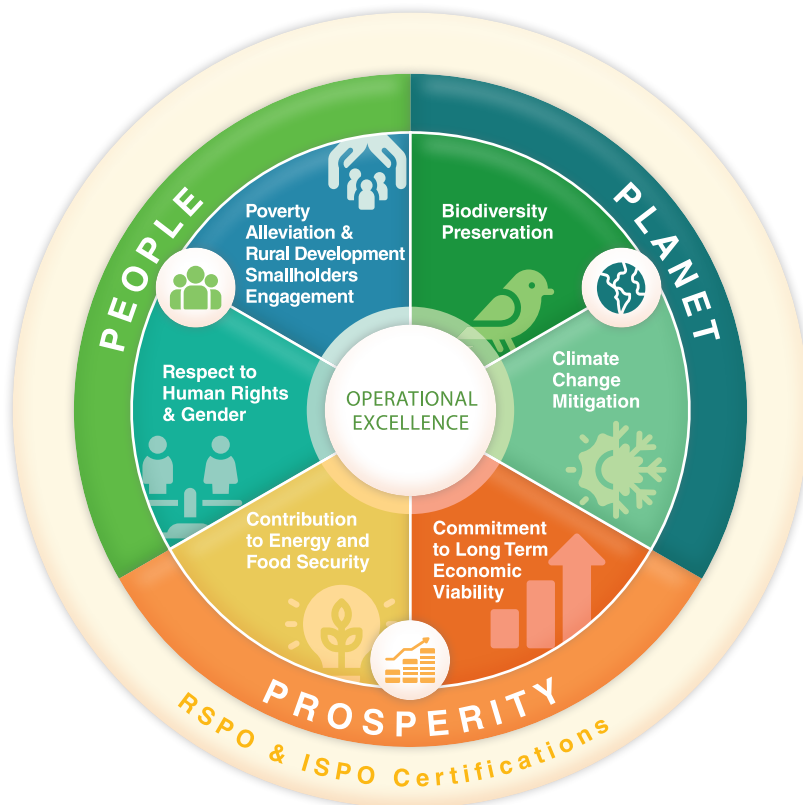 PEOPLE
PLANET
Poverty
Alleviation &
Rural Development
Smallholders
Engagement
Biodiversity
Preservation
Respect to
Human Rights
& Gender
Climate
Change
Mitigation
OPERATIONAL
EXCELLENCE
Contribution
to Energy and
Food Security
Commitment
to Long Term
Economic
Viability
PROSPERITY
RSPO & ISPO Certifications